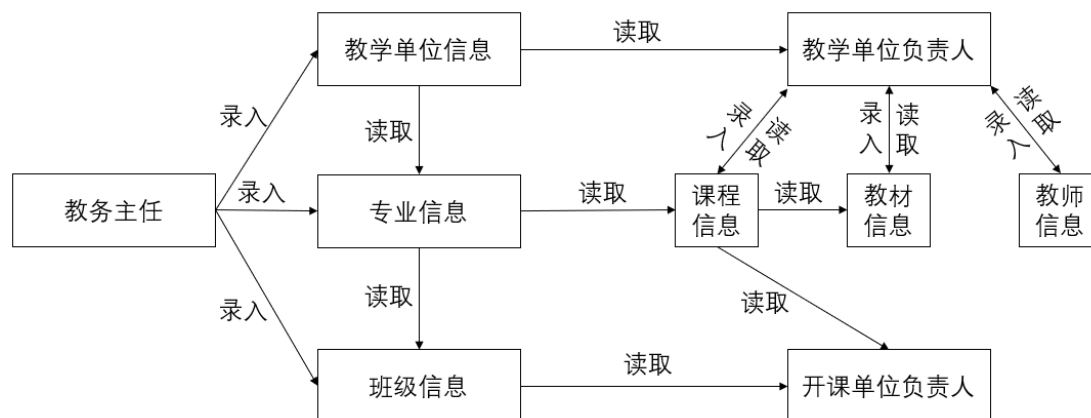 教学单位信息
读取
教学单位负责人
录入
读取
录入
读取
录入
读取
录入
读取
教务主任
录入
专业信息
读取
课程
信息
读取
教材
信息
教师
信息
录入
读取
读取
班级信息
读取
开课单位负责人